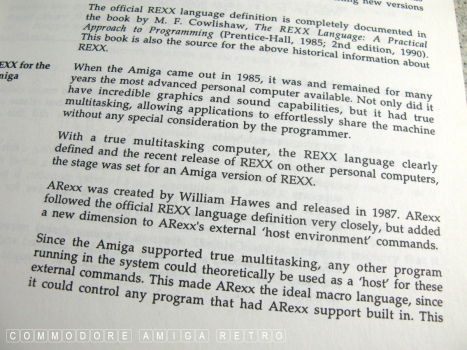 ing new versions
The official REXX language definition is completely documented in
the book by M. F. Cowlishaw, The REXX Language: A Practical
Approach to Programming (Prentice-Hall, 1985; 2nd edition, 1990).
This book is also the source for the above historical information about
REXX.
EXX for the
miga
When the Amiga came out in 1985, it was and remained for many
years the most advanced personal computer available. Not only did it
have incredible graphics and sound capabilities, but it had true
multitasking, allowing applications to effortlessly share the machine
without any special consideration by the programmer.
With a true multitasking computer, the REXX language clearly
defined and the recent release of REXX on other personal computers,
the stage was set for an Amiga version of REXX.
ARexx was created by William Hawes and released in 1987. ARexx
followed the official REXX language definition very closely, but added
a new dimension to ARexx's external 'host environment' commands.
Since the Amiga supported true multitasking, any other program
running in the system could theoretically be used as a 'host' for these
external commands. This made ARexx the ideal macro language, since
it could control any program that had ARexx support built in. This
COMMODORE AMIGA RETRO